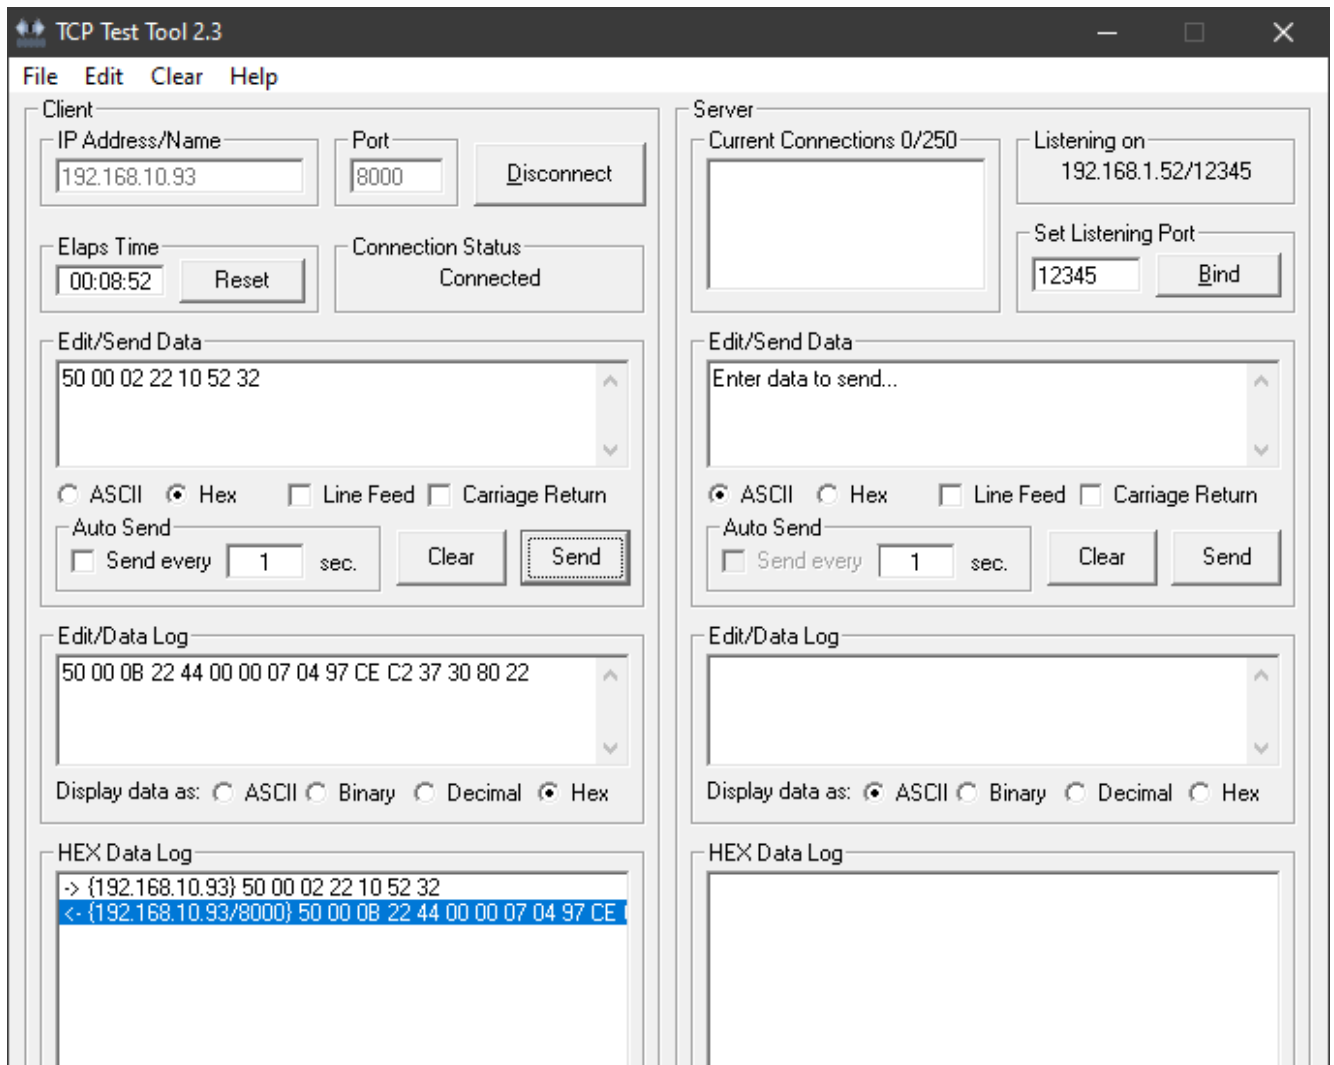 TCP Test Tool 2.3
File Edit Clear Help
Client
IP Address/Name
192.168.10.93
Port
8000
Disconnect
Elaps Time
00:08:52
Reset
Connection Status
Connected
Edit/Send Data
50 00 02 22 10 52 32
ASCII Hex Line Feed Carriage Return
Auto Send
Send every 1 sec.
Clear
Send
Edit/Data Log
50 00 0B 22 44 00 00 07 04 97 CE C2 37 30 80 22
Display data as: ASCII Binary Decimal Hex
HEX Data Log
-> {192.168.10.93} 50 00 02 22 10 52 32
<- {192.168.10.93/8000} 50 00 0B 22 44 00 00 07 04 97 CE
Server
Current Connections 0/250
Listening on
192.168.1.52/12345
Set Listening Port
12345
Bind
Edit/Send Data
Enter data to send...
ASCII Hex Line Feed Carriage Return
Auto Send
Send every 1 sec.
Clear
Send
Edit/Data Log
Display data as: ASCII Binary Decimal Hex
HEX Data Log